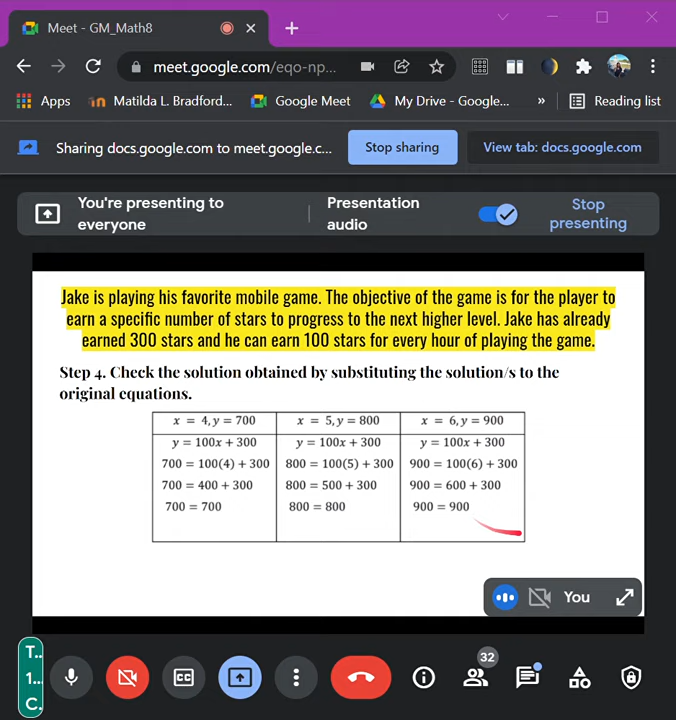 Meet - GM_Math8
meet.google.com/eqo-np...
Apps
Matilda L. Bradford...
Google Meet
My Drive - Google...
»
Reading list
Sharing docs.google.com to meet.google.c...
Stop sharing
View tab: docs.google.com
You're presenting to
everyone
Presentation
audio
Stop
presenting
Jake is playing his favorite mobile game. The objective of the game is for the player to
earn a specific number of stars to progress to the next higher level. Jake has already
earned 300 stars and he can earn 100 stars for every hour of playing the game.
Step 4. Check the solution obtained by substituting the solution/s to the
original equations.
x = 4, y = 700
y = 100x + 300
700 = 100(4) + 300
700 = 400 + 300
700 = 700
x = 5, y = 800
y = 100x + 300
800 = 100(5) + 300
800 = 500 + 300
800 = 800
x = 6, y = 900
y = 100x + 300
900 = 100(6) + 300
900 = 600 + 300
900 = 900
You
T..
1...
C.
CC
32